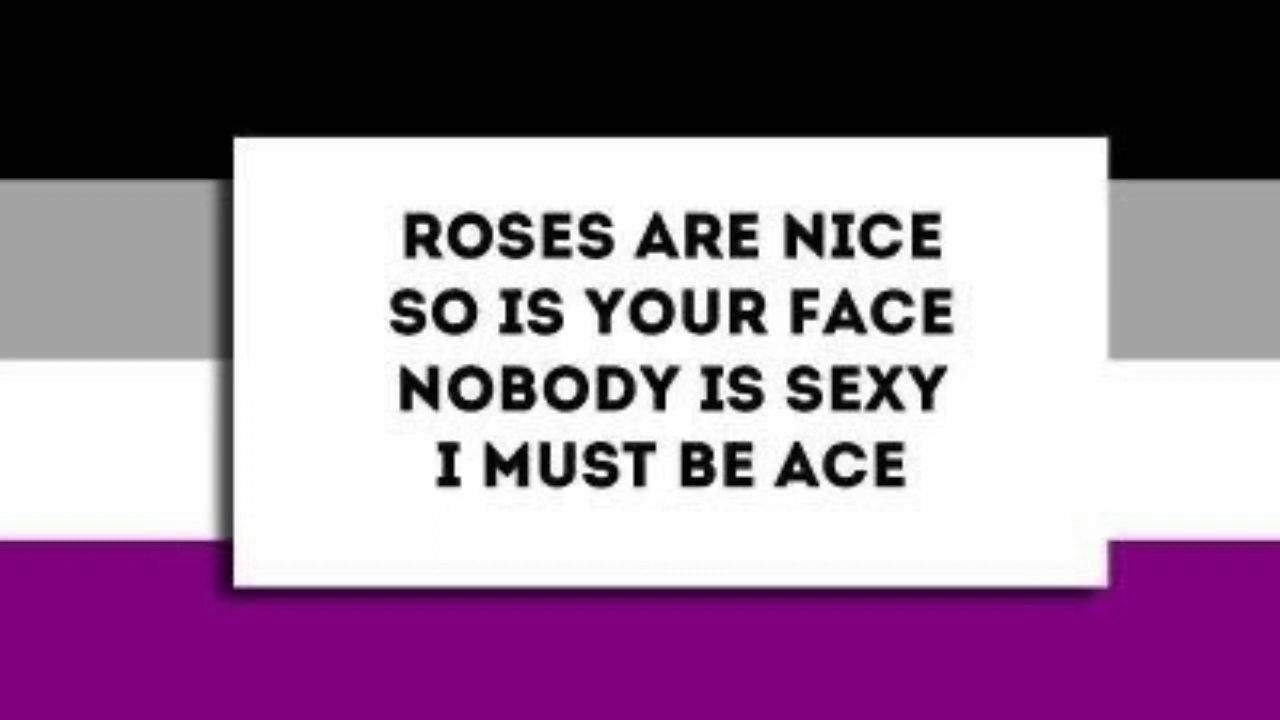 ROSES ARE NICE
SO IS YOUR FACE
NOBODY IS SEXY
I MUST BE ACE